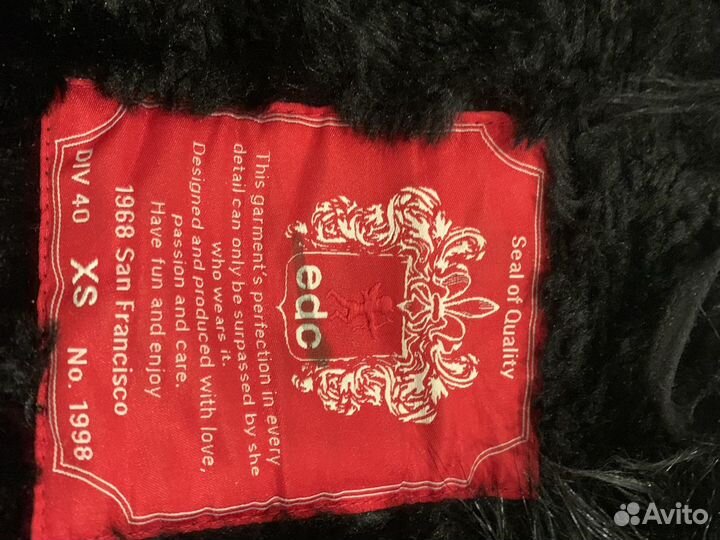 Seal of Quality
edc
This garment's perfection in every
detail can only be surpassed by she
who wears it.
Designed and produced with love,
passion and care.
Have fun and enjoy
1968 San Francisco
DIV 40 XS No. 1998
Avito